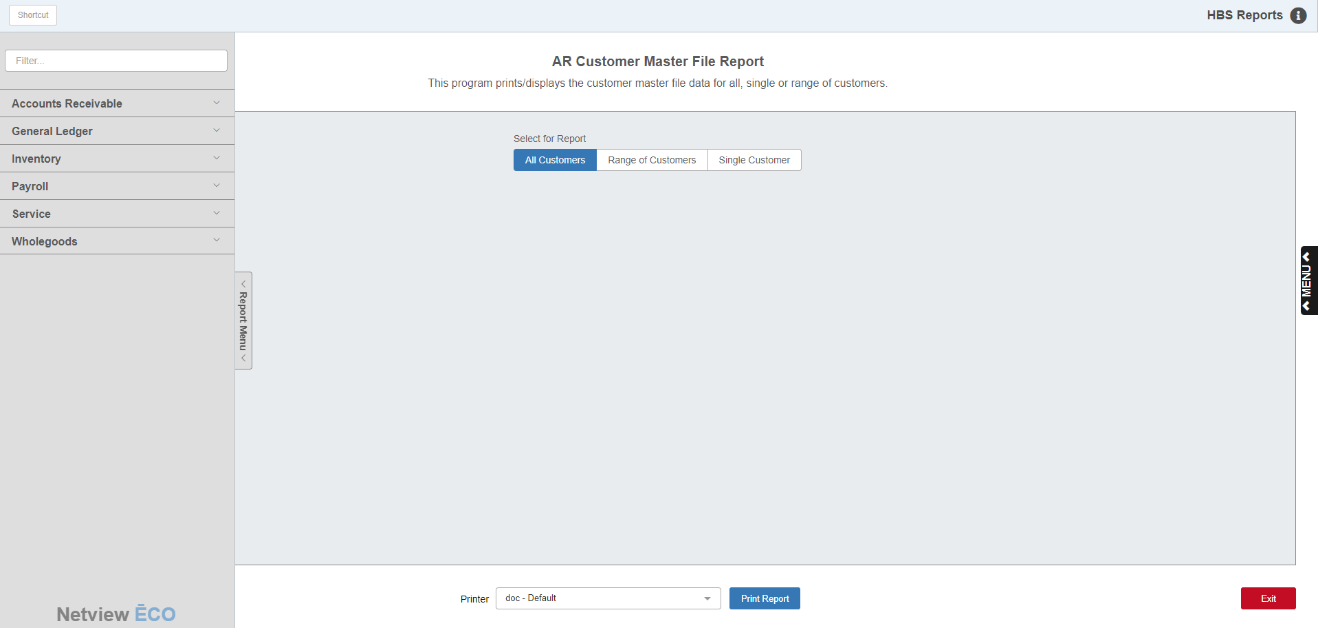 Shortcut
HBS Reports
Filter...
Accounts Receivable
General Ledger
Inventory
Payroll
Service
Wholegoods
AR Customer Master File Report
This program prints/displays the customer master file data for all, single or range of customers.
Select for Report
All Customers Range of Customers Single Customer
Report Menu
MENU
Printer doc - Default Print Report Exit
Netview ĒCO